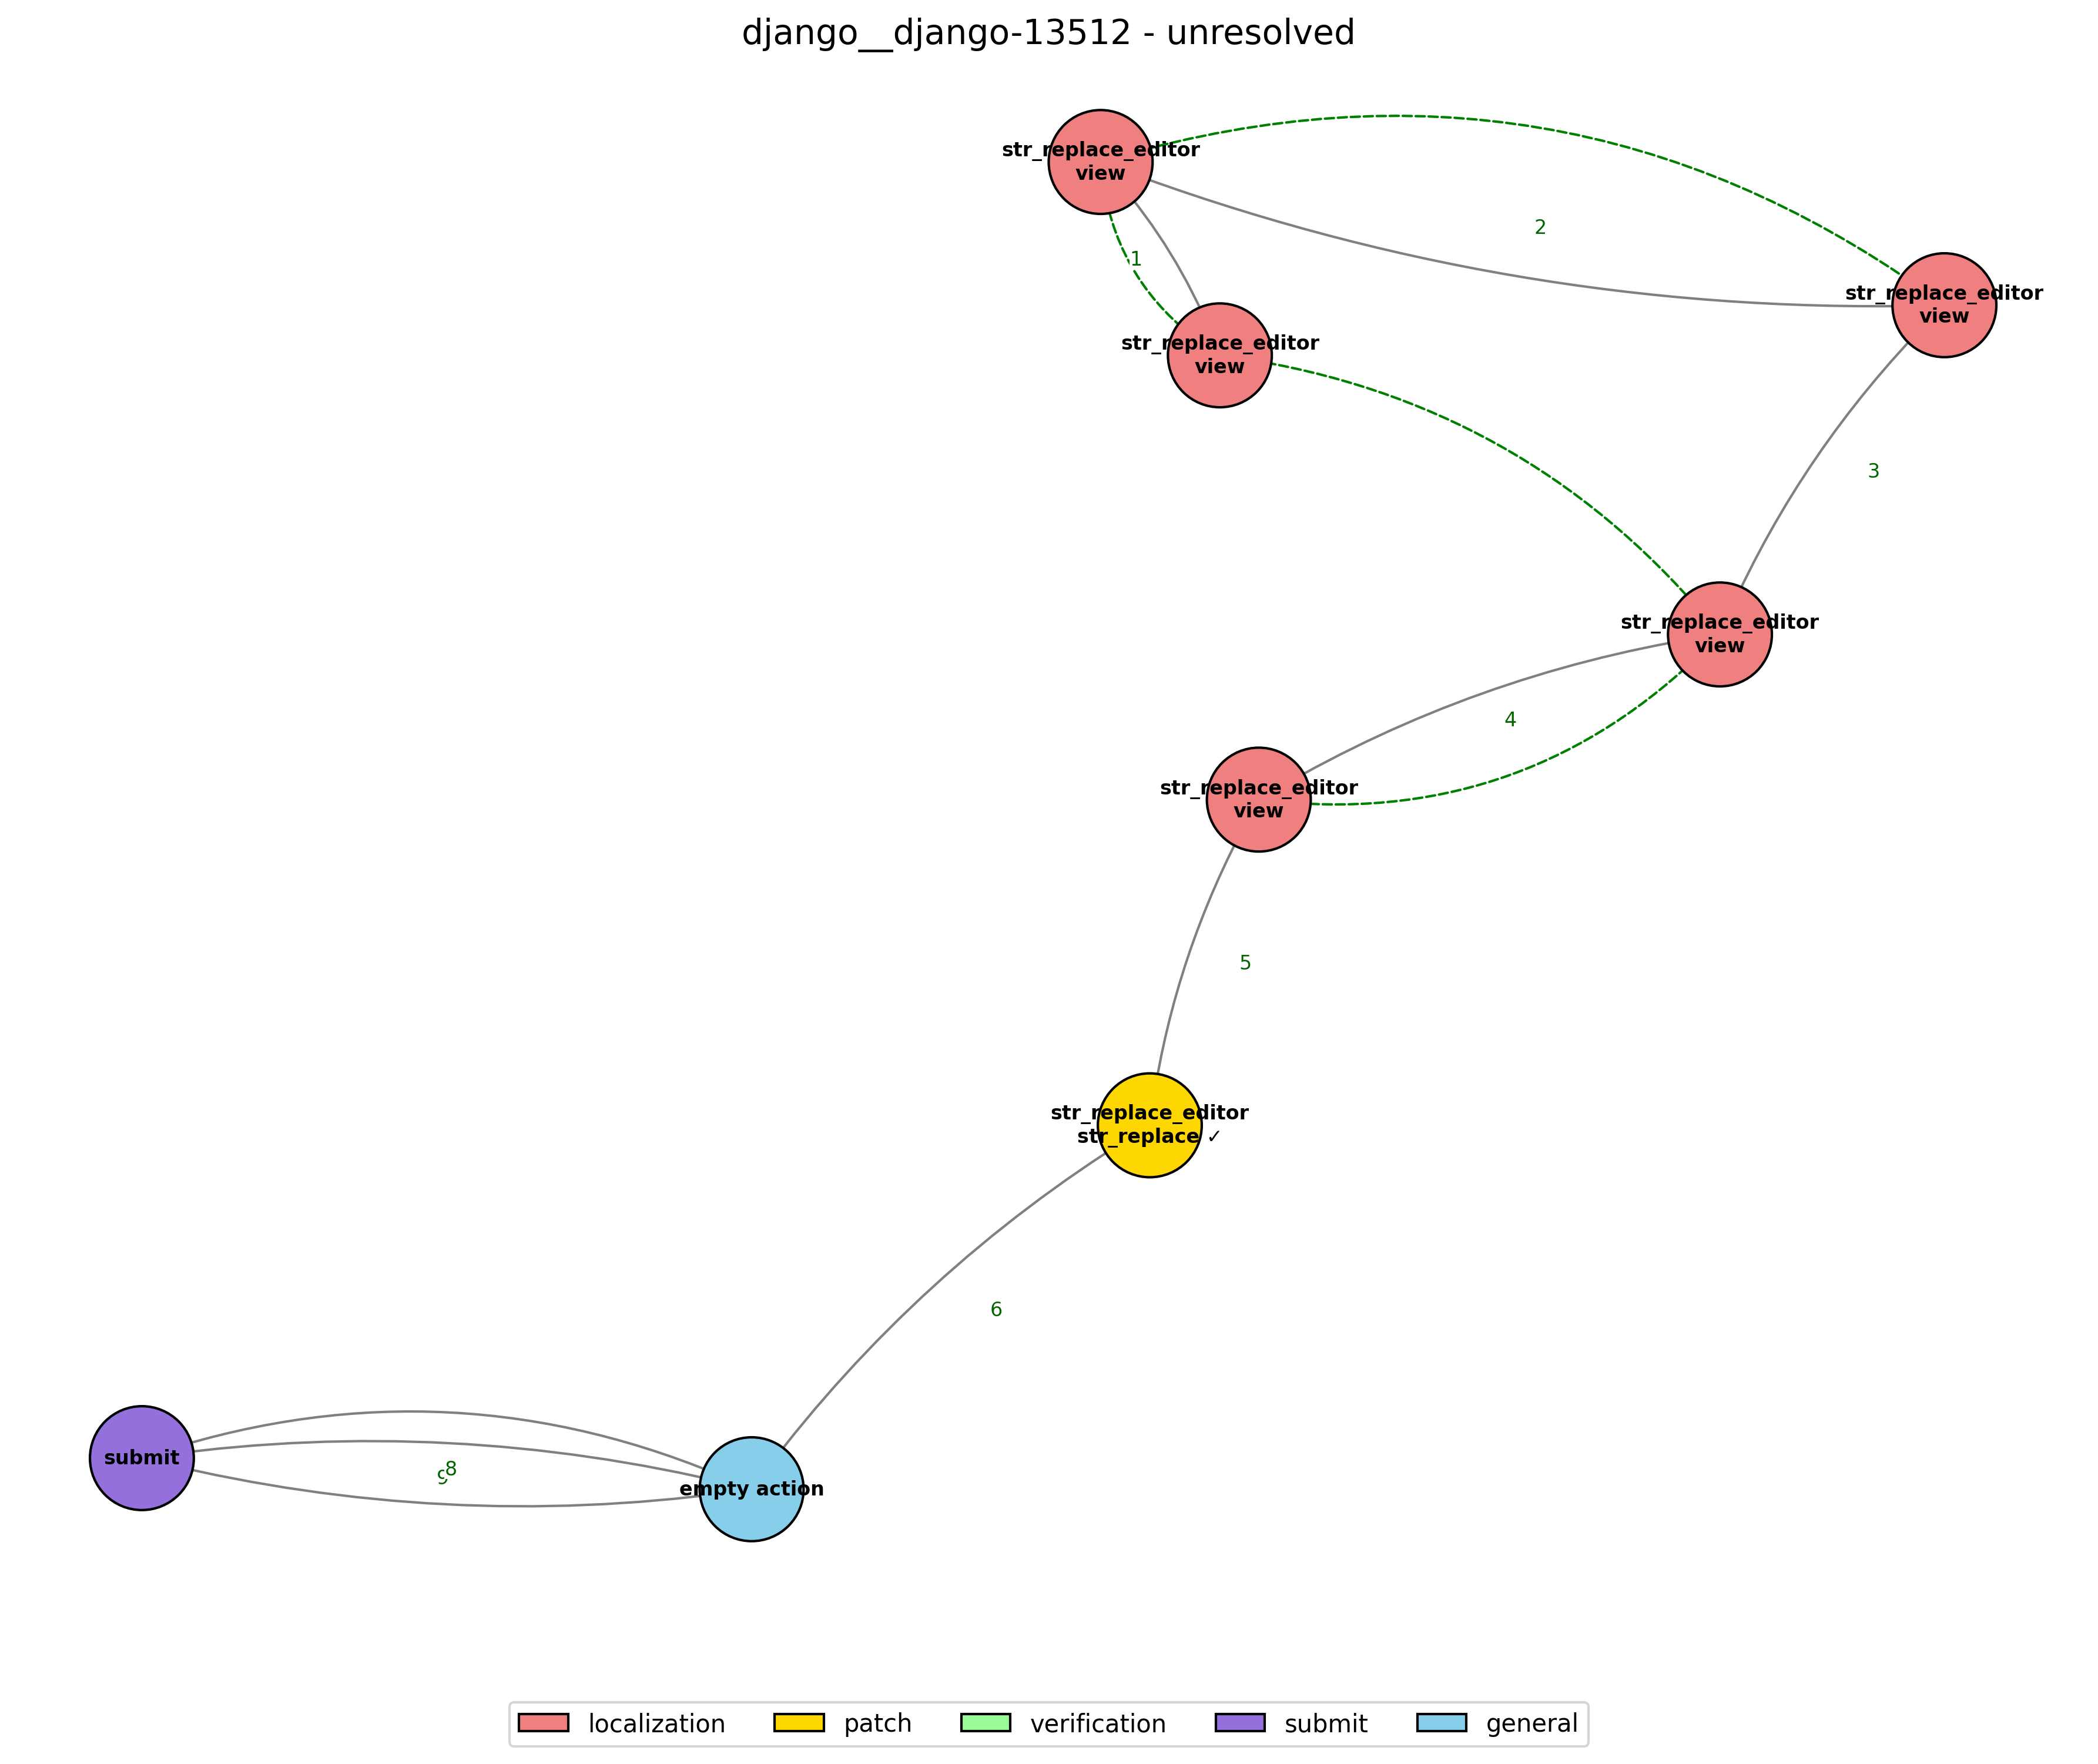 django__django-13512 - unresolved
str_replace_editor
view
2
1
str_replace_editor
view
str_replace_editor
view
3
str_replace_editor
view
4
str_replace_editor
view
5
str_replace_editor
str_replace ✓
6
submit
9
8
empty action
localization
patch
verification
submit
general